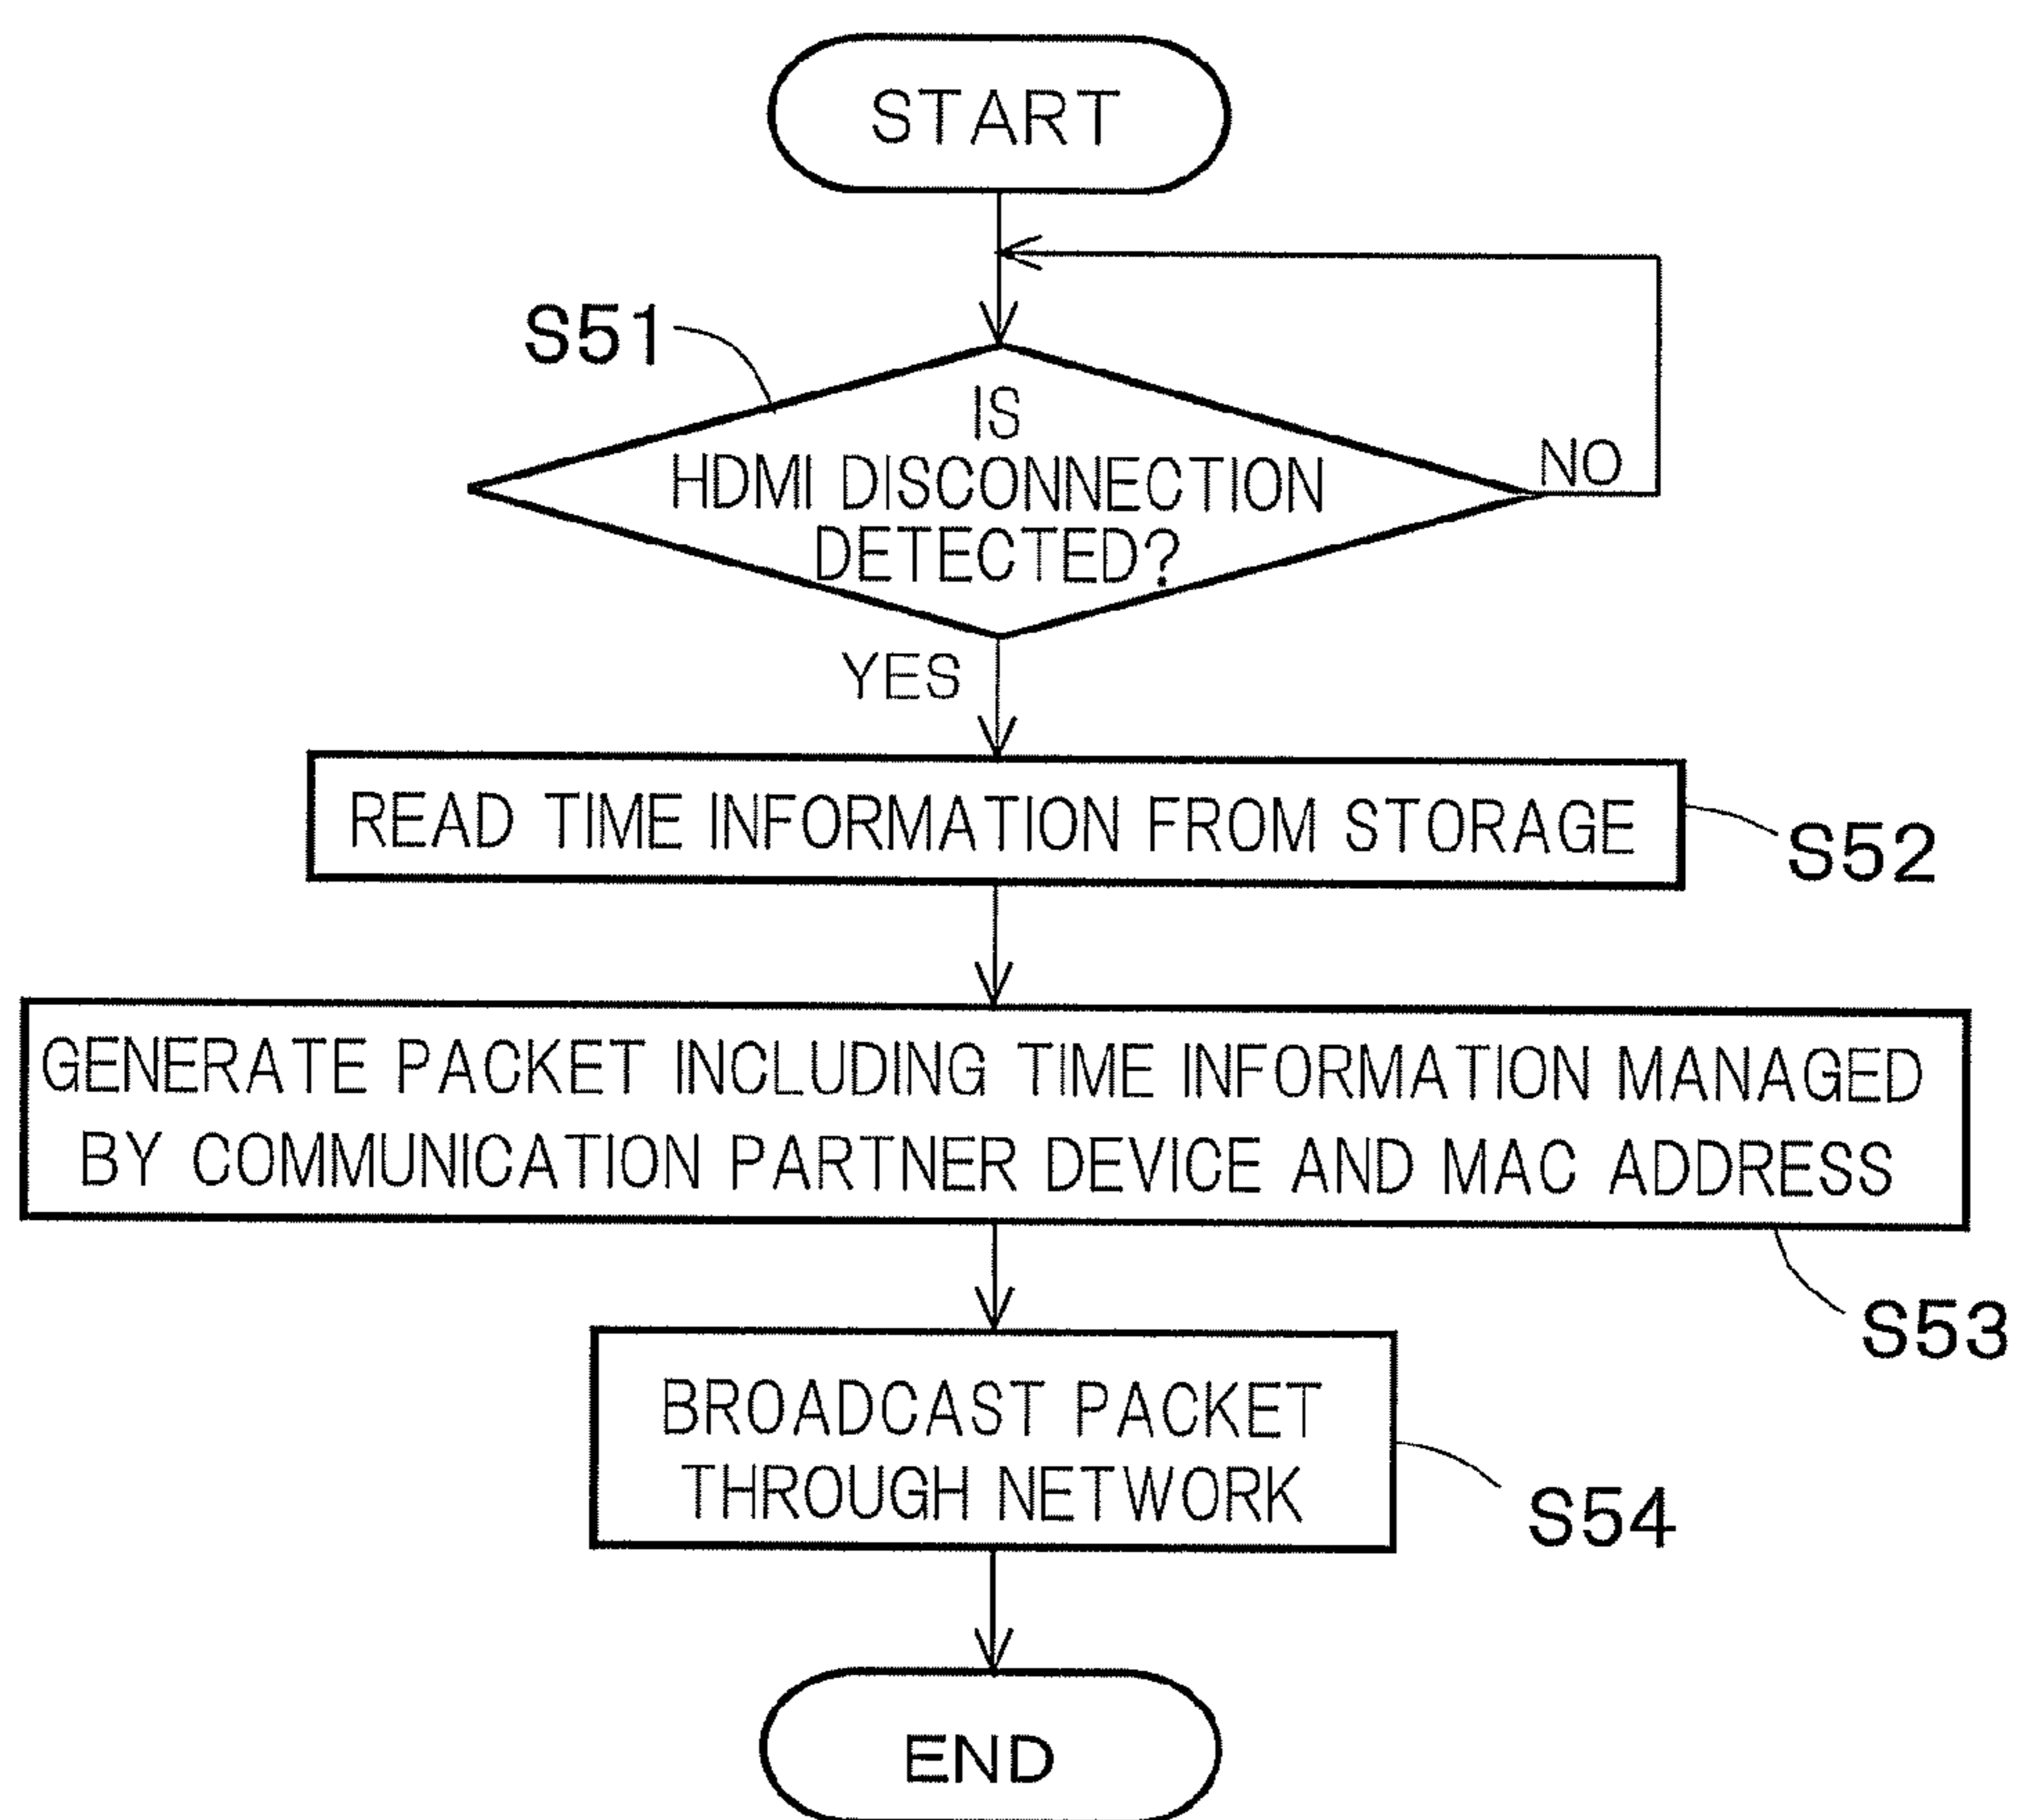 START
S51
IS
HDMI DISCONNECTION
DETECTED?
NO
YES
READ TIME INFORMATION FROM STORAGE
S52
GENERATE PACKET INCLUDING TIME INFORMATION MANAGED
BY COMMUNICATION PARTNER DEVICE AND MAC ADDRESS
S53
BROADCAST PACKET
THROUGH NETWORK
S54
END